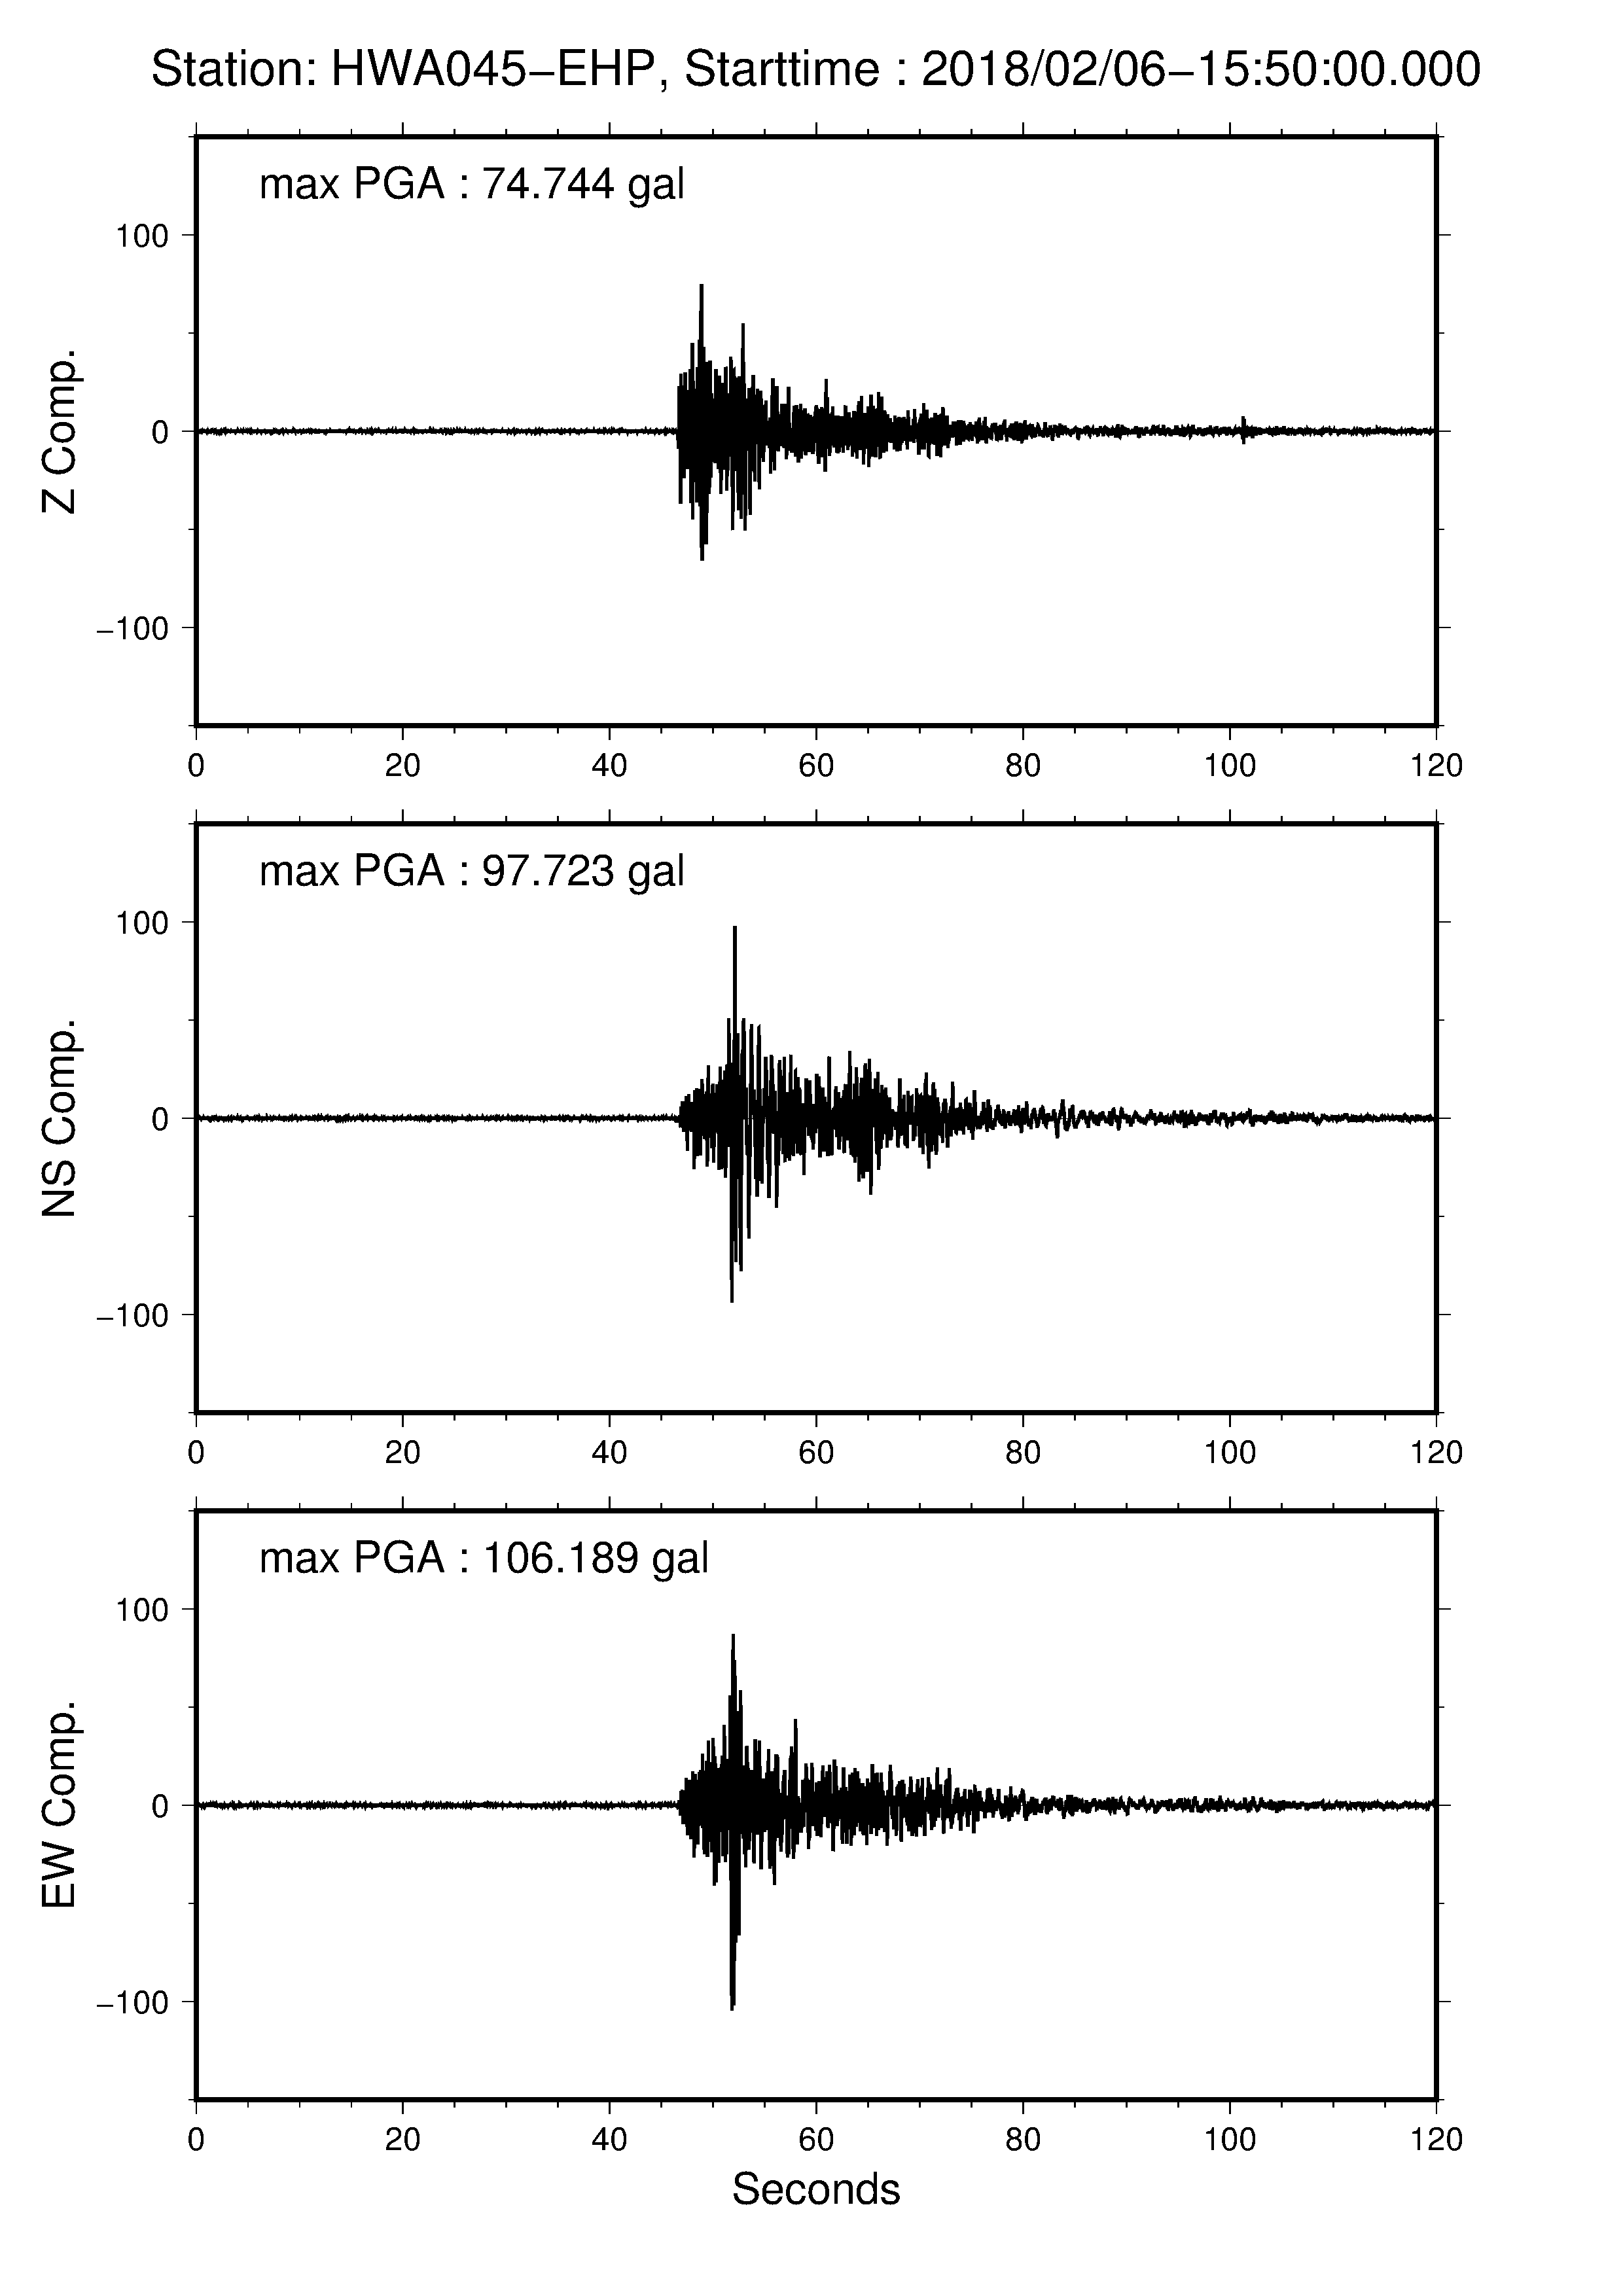 Station: HWA045−EHP, Starttime : 2018/02/06−15:50:00.000
max PGA : 74.744 gal
100
0
−100
Z Comp.
0 20 40 60 80 100 120
max PGA : 97.723 gal
100
0
−100
NS Comp.
0 20 40 60 80 100 120
max PGA : 106.189 gal
100
0
−100
EW Comp.
0 20 40 60 80 100 120
Seconds